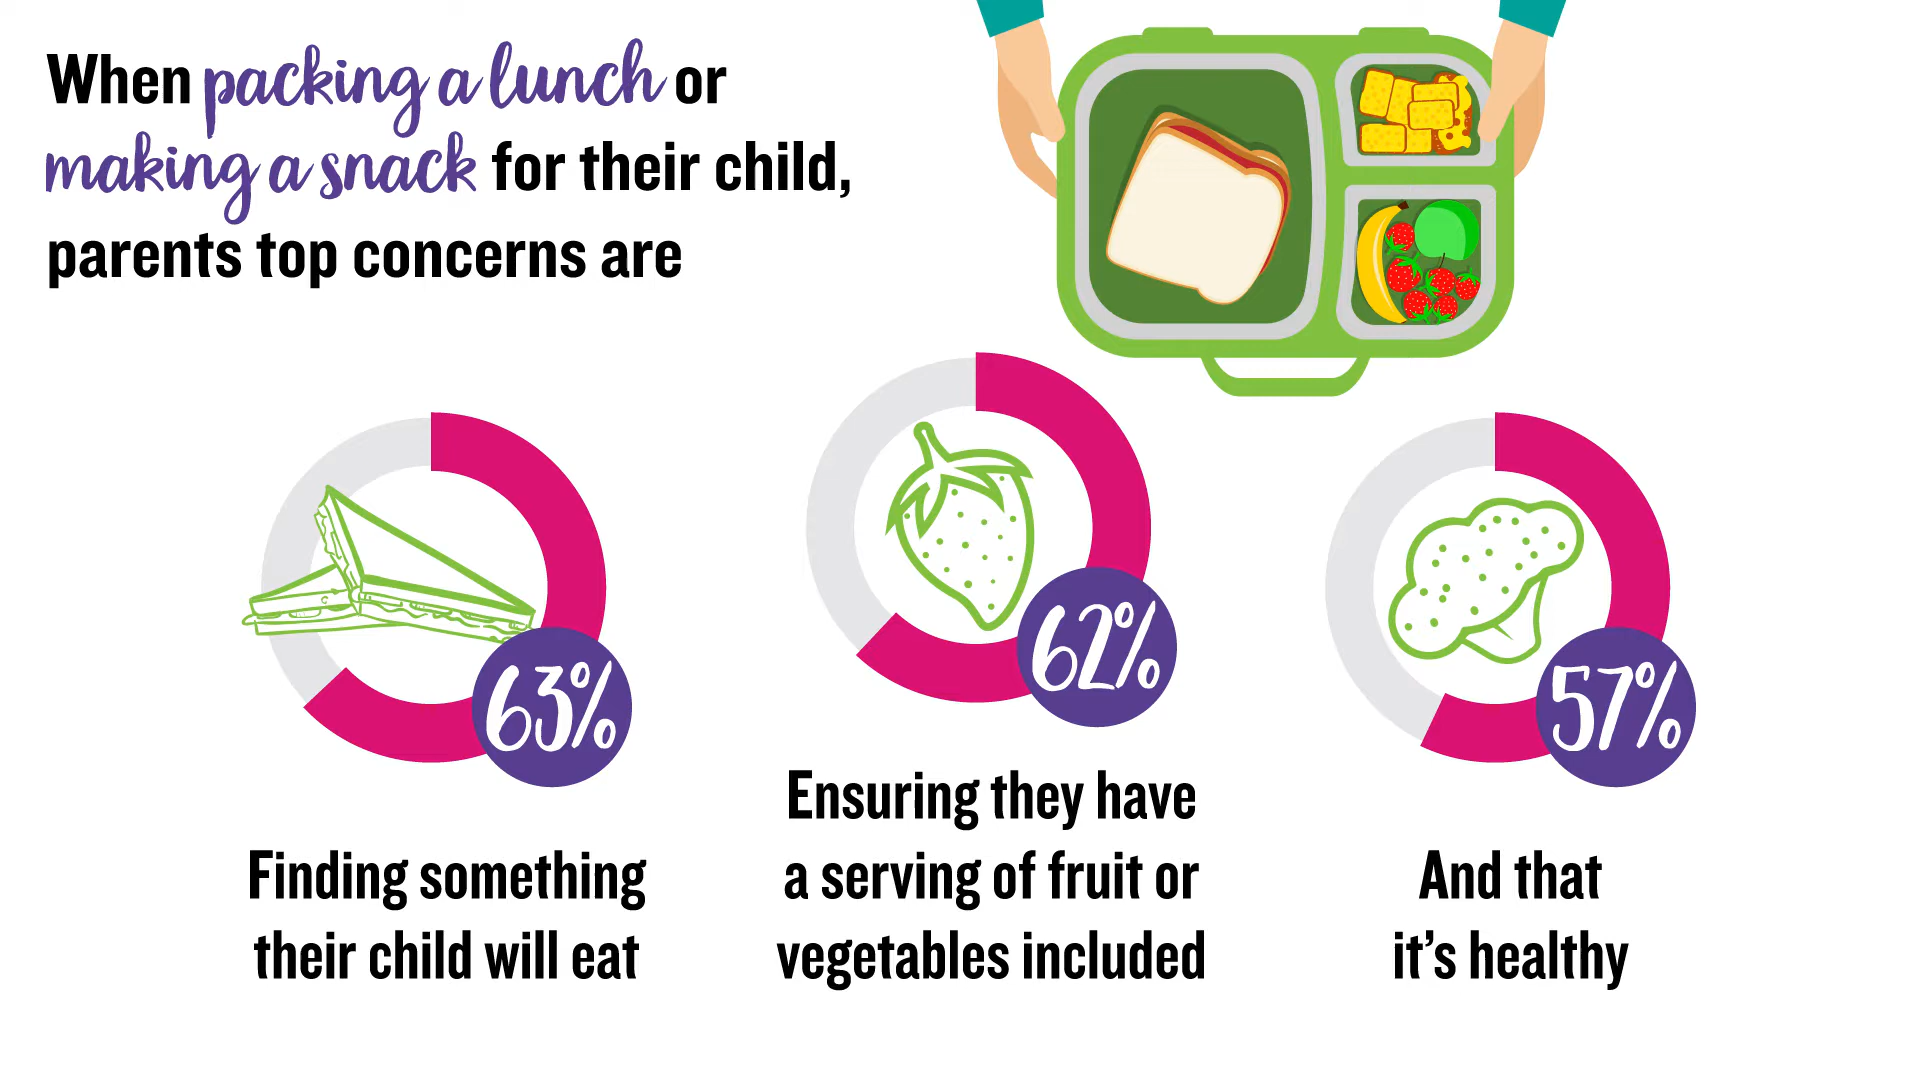 When packing a lunch or
making a snack for their child,
parents top concerns are
63%
Finding something
their child will eat
62%
Ensuring they have
a serving of fruit or
vegetables included
57%
And that
it's healthy